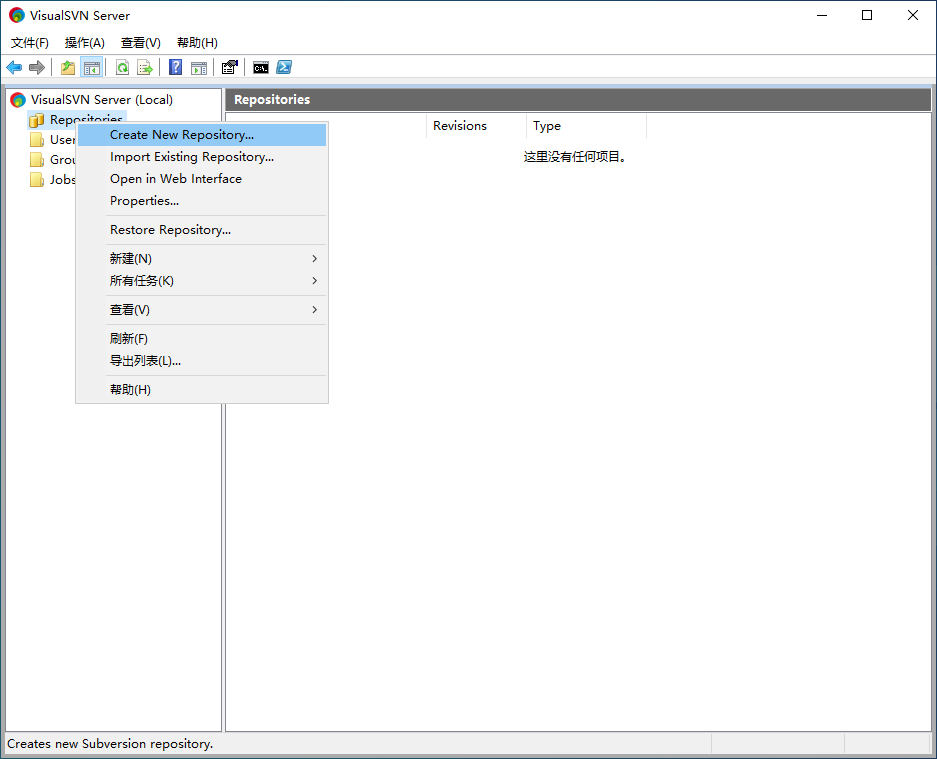 VisualSVN Server
文件(F) 操作(A) 查看(V) 帮助(H)
VisualSVN Server (Local)
Repositories
User
Grou
Jobs
Repositories
Revisions Type
这里没有任何项目。
Create New Repository...
Import Existing Repository...
Open in Web Interface
Properties...
Restore Repository...
新建(N)
所有任务(K)
查看(V)
刷新(F)
导出列表(L)...
帮助(H)
Creates new Subversion repository.